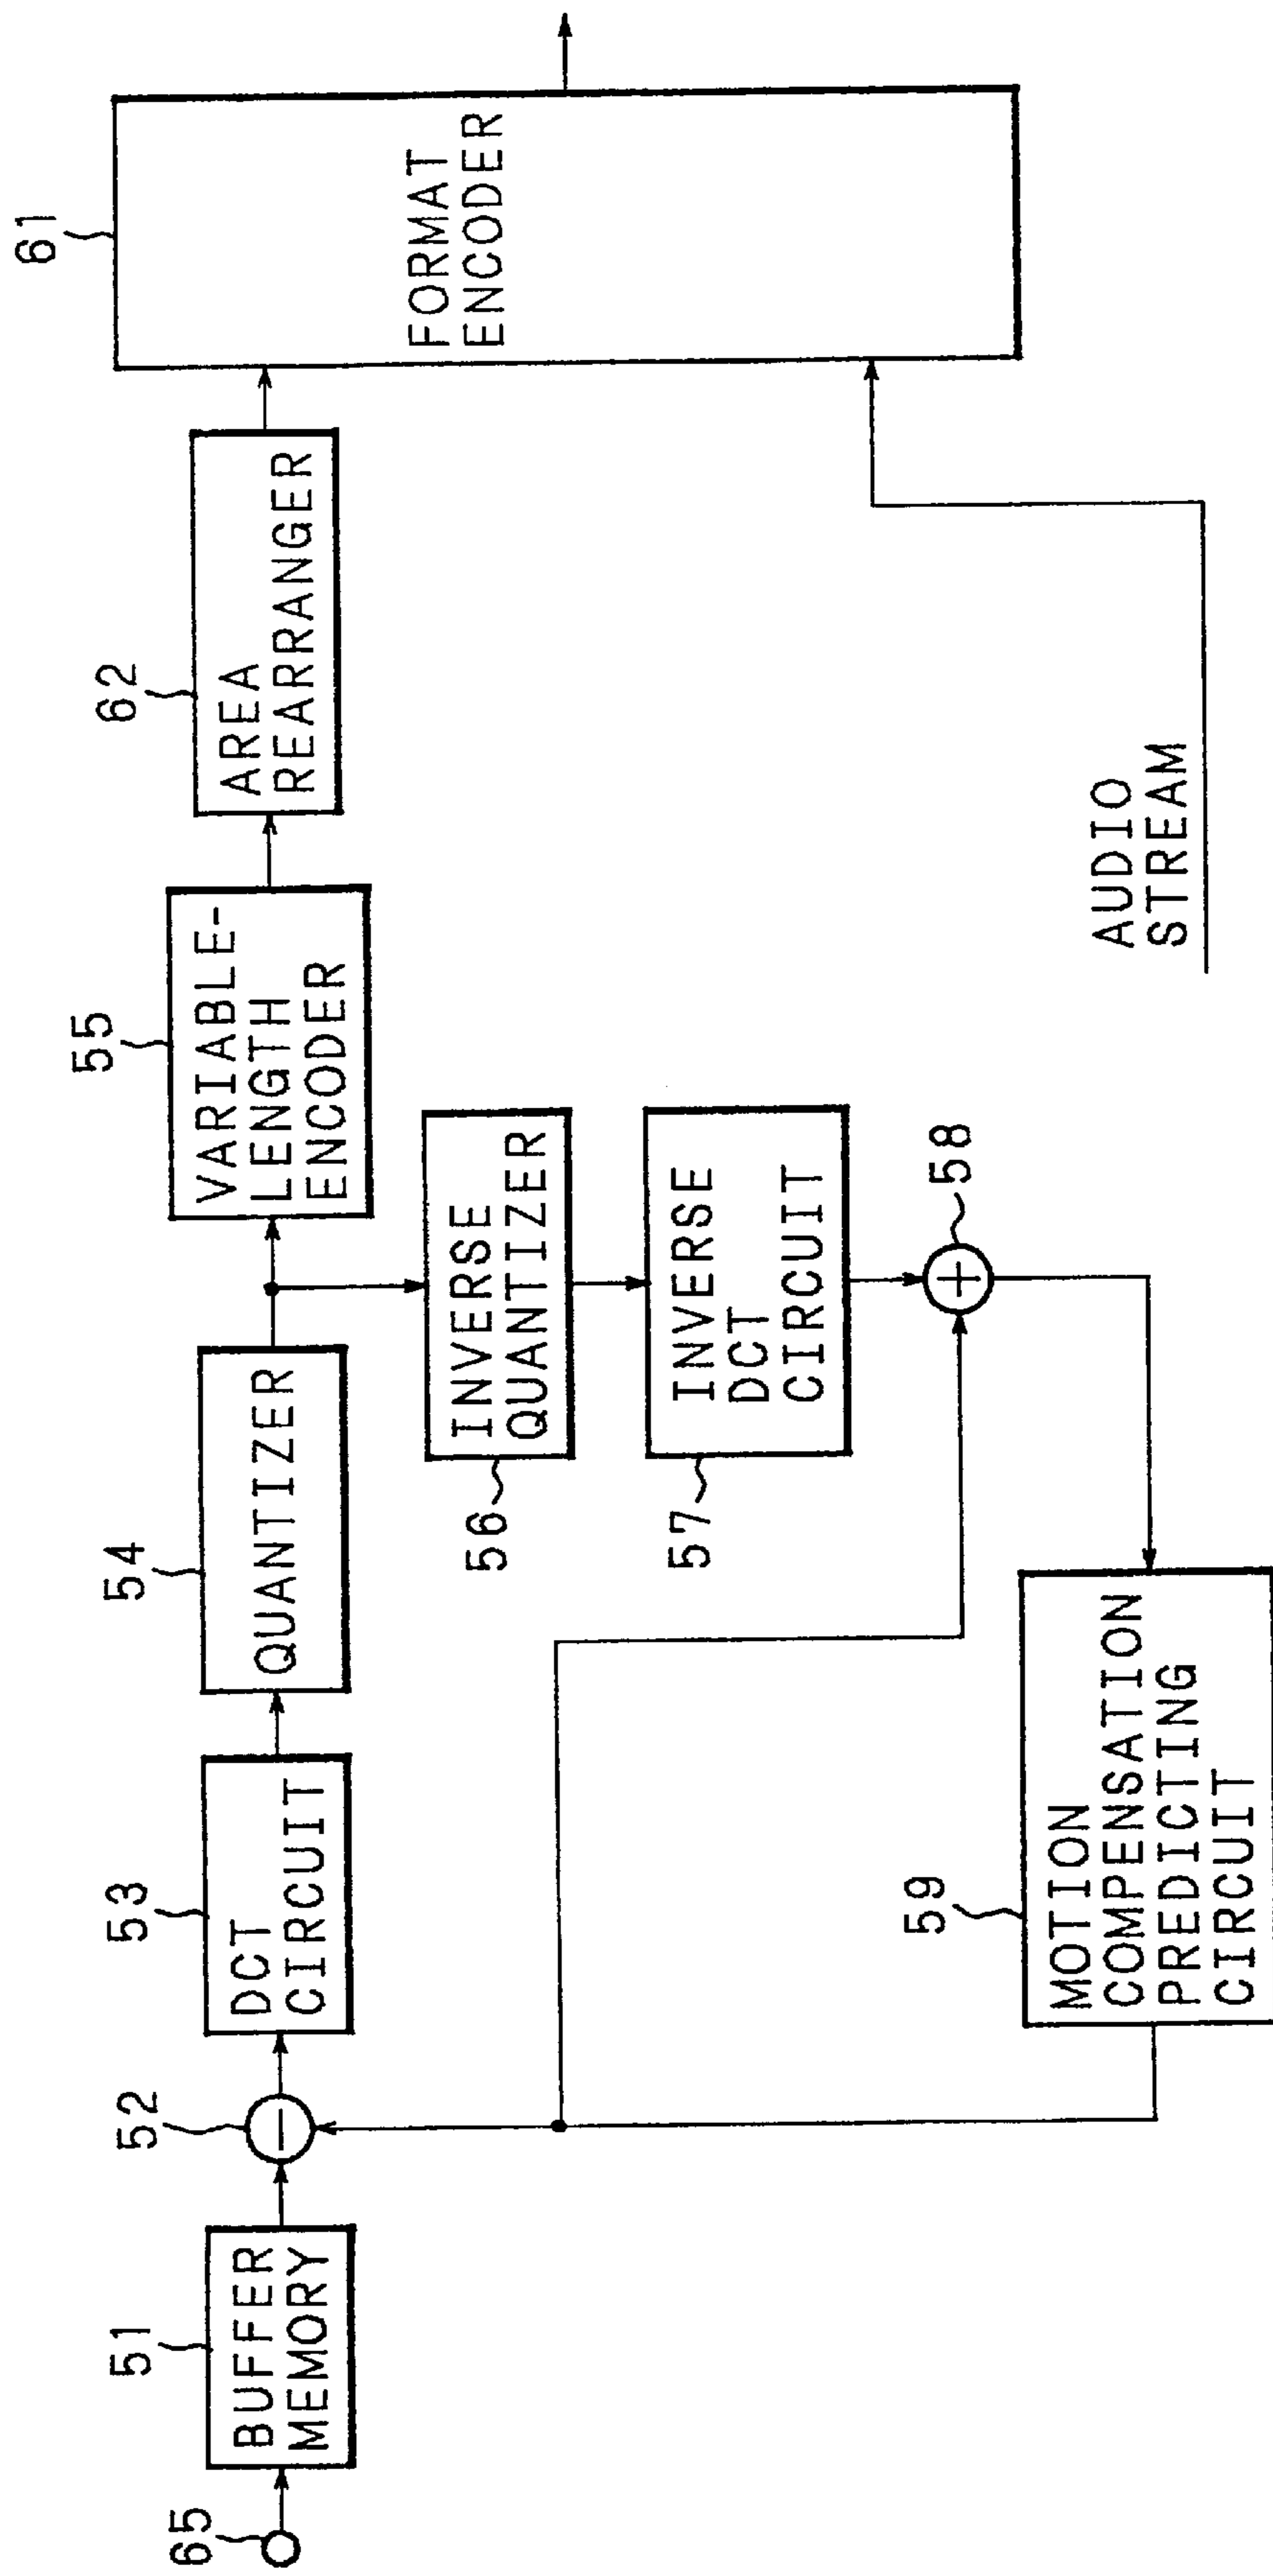 65
51
BUFFER
MEMORY
52
53
DCT
CIRCUIT
54
QUANTIZER
55
VARIABLE-
LENGTH
ENCODER
62
AREA
REARRANGER
61
FORMAT
ENCODER
56
INVERSE
QUANTIZER
57
INVERSE
DCT
CIRCUIT
58
59
MOTION
COMPENSATION
PREDICTING
CIRCUIT
AUDIO
STREAM